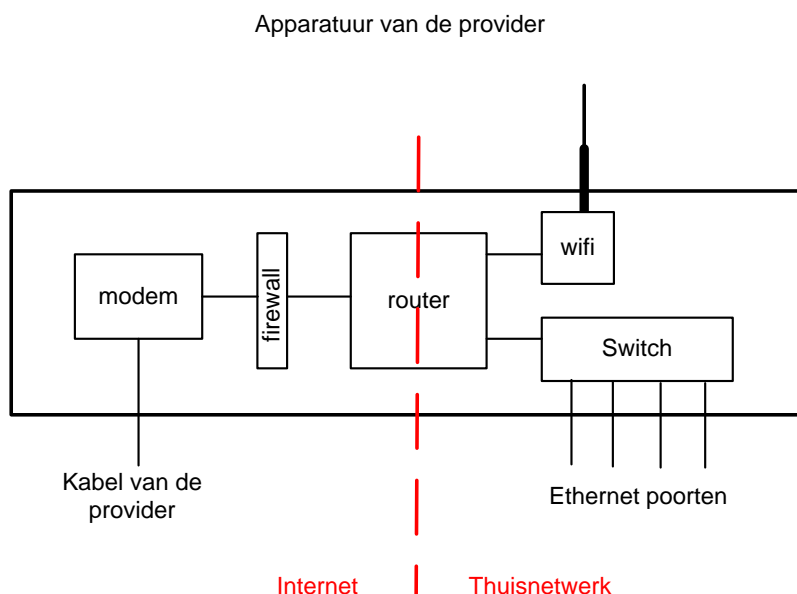 Apparatuur van de provider
wifi
modem
firewall
router
Switch
Kabel van de
provider
Ethernet poorten
Internet
Thuisnetwerk